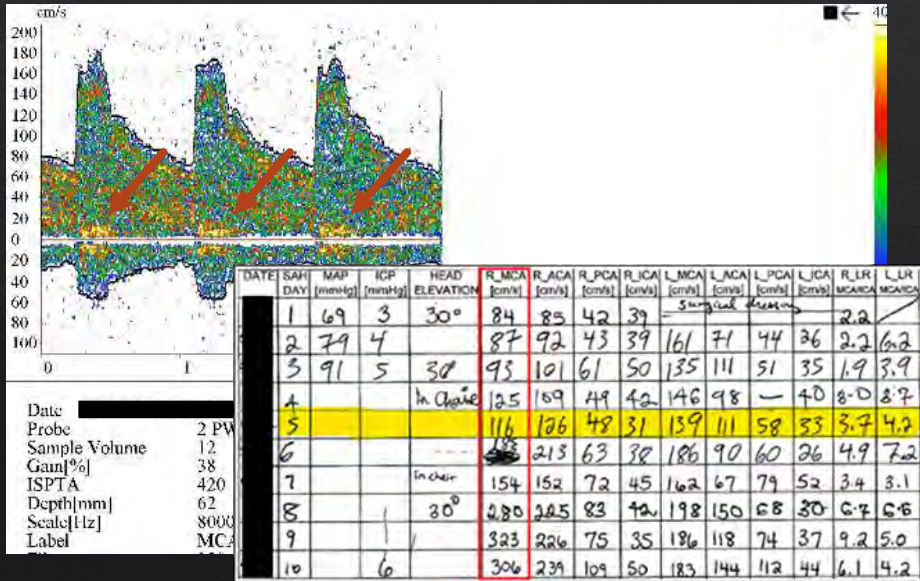 cm/s
← 40
200
180
160
140
120
100
80
60
40
20
0
20
40
60
80
100
0 1
Date
Probe 2 PW
Sample Volume 12
Gain[%] 38
ISPTA 420
Depth[mm] 62
Scale[Hz] 8000
Label MCA
DATE SAH DAY MAP [mmHg] ICP [mmHg] HEAD ELEVATION R_MCA [cm/s] R_ACA [cm/s] R_PCA [cm/s] R_ICA [cm/s] L_MCA [cm/s] L_ACA [cm/s] L_PCA [cm/s] L_ICA [cm/s] R_LR MCA/ICA L_LR MCA/ICA
1 69 3 30° 84 85 42 39 surgical dressing 2.2
2 79 4 87 92 43 39 161 71 44 26 2.2 6.2
3 91 5 30° 93 101 61 50 135 111 51 35 1.9 3.9
4 In Chair 125 109 49 42 146 98 — 40 3.0 3.7
5 116 126 48 31 139 111 58 33 3.7 4.2
6 213 63 38 186 90 60 26 4.9 7.2
7 In chair 154 152 72 45 162 67 79 52 3.4 3.1
8 30° 280 225 83 42 198 150 68 30 6.7 6.6
9 323 226 75 35 186 118 74 37 9.2 5.0
10 6 306 239 109 50 183 144 112 44 6.1 4.2